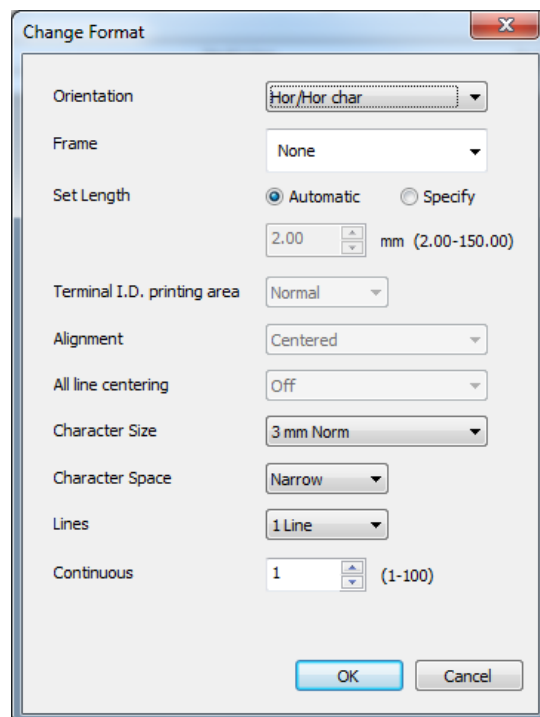 Change Format
Orientation Hor/Hor char
Frame None
Set Length Automatic Specify
2.00 mm (2.00-150.00)
Terminal I.D. printing area Normal
Alignment Centered
All line centering Off
Character Size 3 mm Norm
Character Space Narrow
Lines 1 Line
Continuous 1 (1-100)
OK Cancel